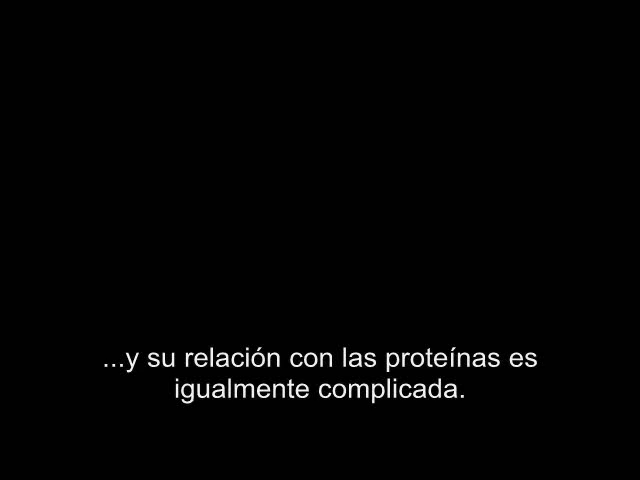 ...y su relación con las proteínas es
igualmente complicada.